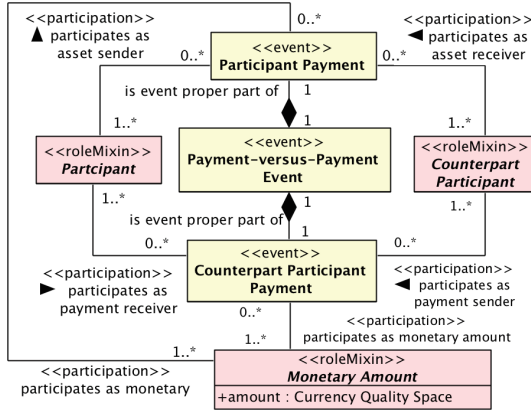 <<participation>>
participates as
asset sender
0..*
<<participation>>
participates as
asset receiver
0..*
<<event>>
Participant Payment
0..*
is event proper part of
1
1..*
1
1..*
<<roleMixin>>
Partcipant
<<event>>
Payment-versus-Payment
Event
<<roleMixin>>
Counterpart
Participant
1..*
1
1..*
is event proper part of
1
0..*
0..*
<<event>>
Counterpart Participant
Payment
<<participation>>
participates as
payment receiver
<<participation>>
participates as
payment sender
0..*
<<participation>>
participates as monetary amount
1..*
1..*
<<participation>>
participates as monetary
<<roleMixin>>
Monetary Amount
+amount : Currency Quality Space